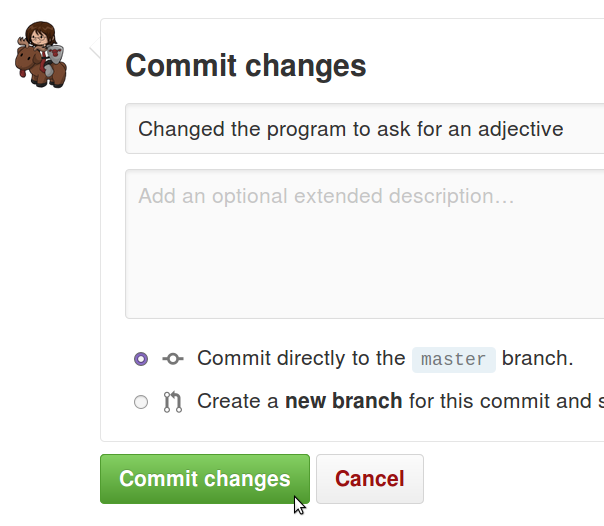 Commit changes
Changed the program to ask for an adjective
Add an optional extended description…
Commit directly to the master branch.
Create a new branch for this commit and s
Commit changes
Cancel